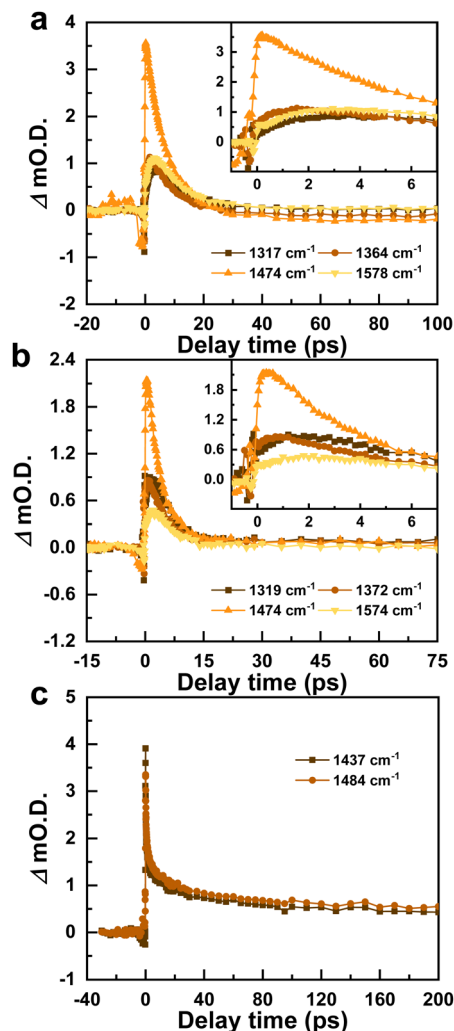 a
4
3
2
1
0
-1
-2
-20 0 20 40 60 80 100
Delay time (ps)
Δ mO.D.
3
2
1
0
0 2 4 6
1317 cm⁻¹ 1364 cm⁻¹
1474 cm⁻¹ 1578 cm⁻¹
b
2.4
1.8
1.2
0.6
0.0
-0.6
-1.2
-15 0 15 30 45 60 75
Delay time (ps)
Δ mO.D.
1.8
1.2
0.6
0.0
0 2 4 6
1319 cm⁻¹ 1372 cm⁻¹
1474 cm⁻¹ 1574 cm⁻¹
c
5
4
3
2
1
0
-1
-40 0 40 80 120 160 200
Delay time (ps)
Δ mO.D.
1437 cm⁻¹
1484 cm⁻¹